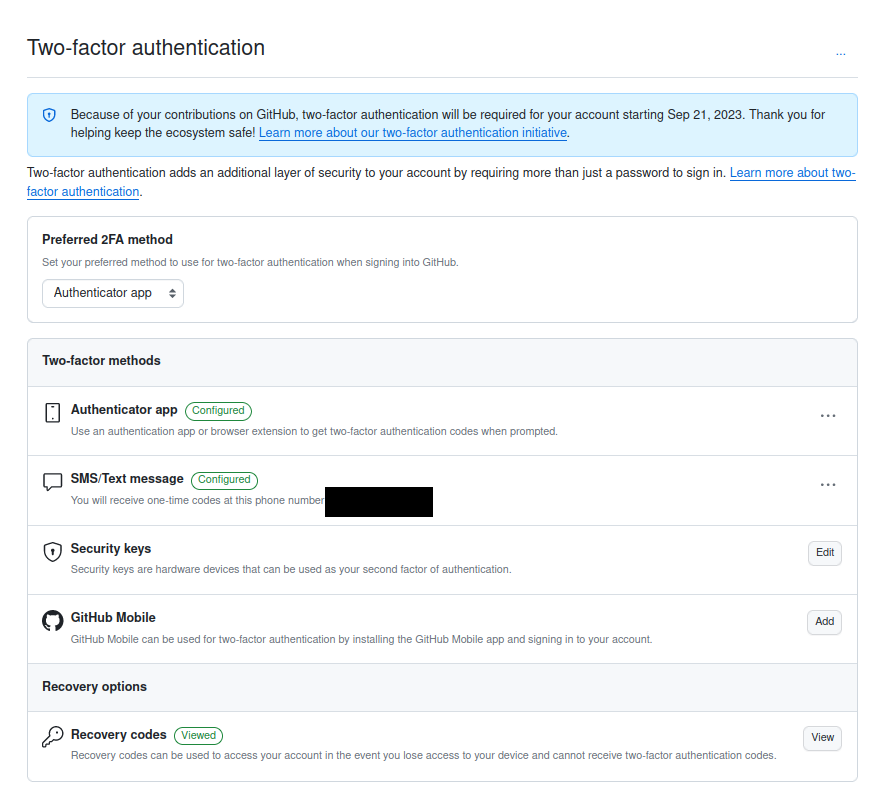 Two-factor authentication
...
Because of your contributions on GitHub, two-factor authentication will be required for your account starting Sep 21, 2023. Thank you for
helping keep the ecosystem safe! Learn more about our two-factor authentication initiative.
Two-factor authentication adds an additional layer of security to your account by requiring more than just a password to sign in. Learn more about two-
factor authentication.
Preferred 2FA method
Set your preferred method to use for two-factor authentication when signing into GitHub.
Authenticator app
Two-factor methods
Authenticator app Configured
...
Use an authentication app or browser extension to get two-factor authentication codes when prompted.
SMS/Text message Configured
...
You will receive one-time codes at this phone number
Security keys
Edit
Security keys are hardware devices that can be used as your second factor of authentication.
GitHub Mobile
Add
GitHub Mobile can be used for two-factor authentication by installing the GitHub Mobile app and signing in to your account.
Recovery options
Recovery codes Viewed
View
Recovery codes can be used to access your account in the event you lose access to your device and cannot receive two-factor authentication codes.